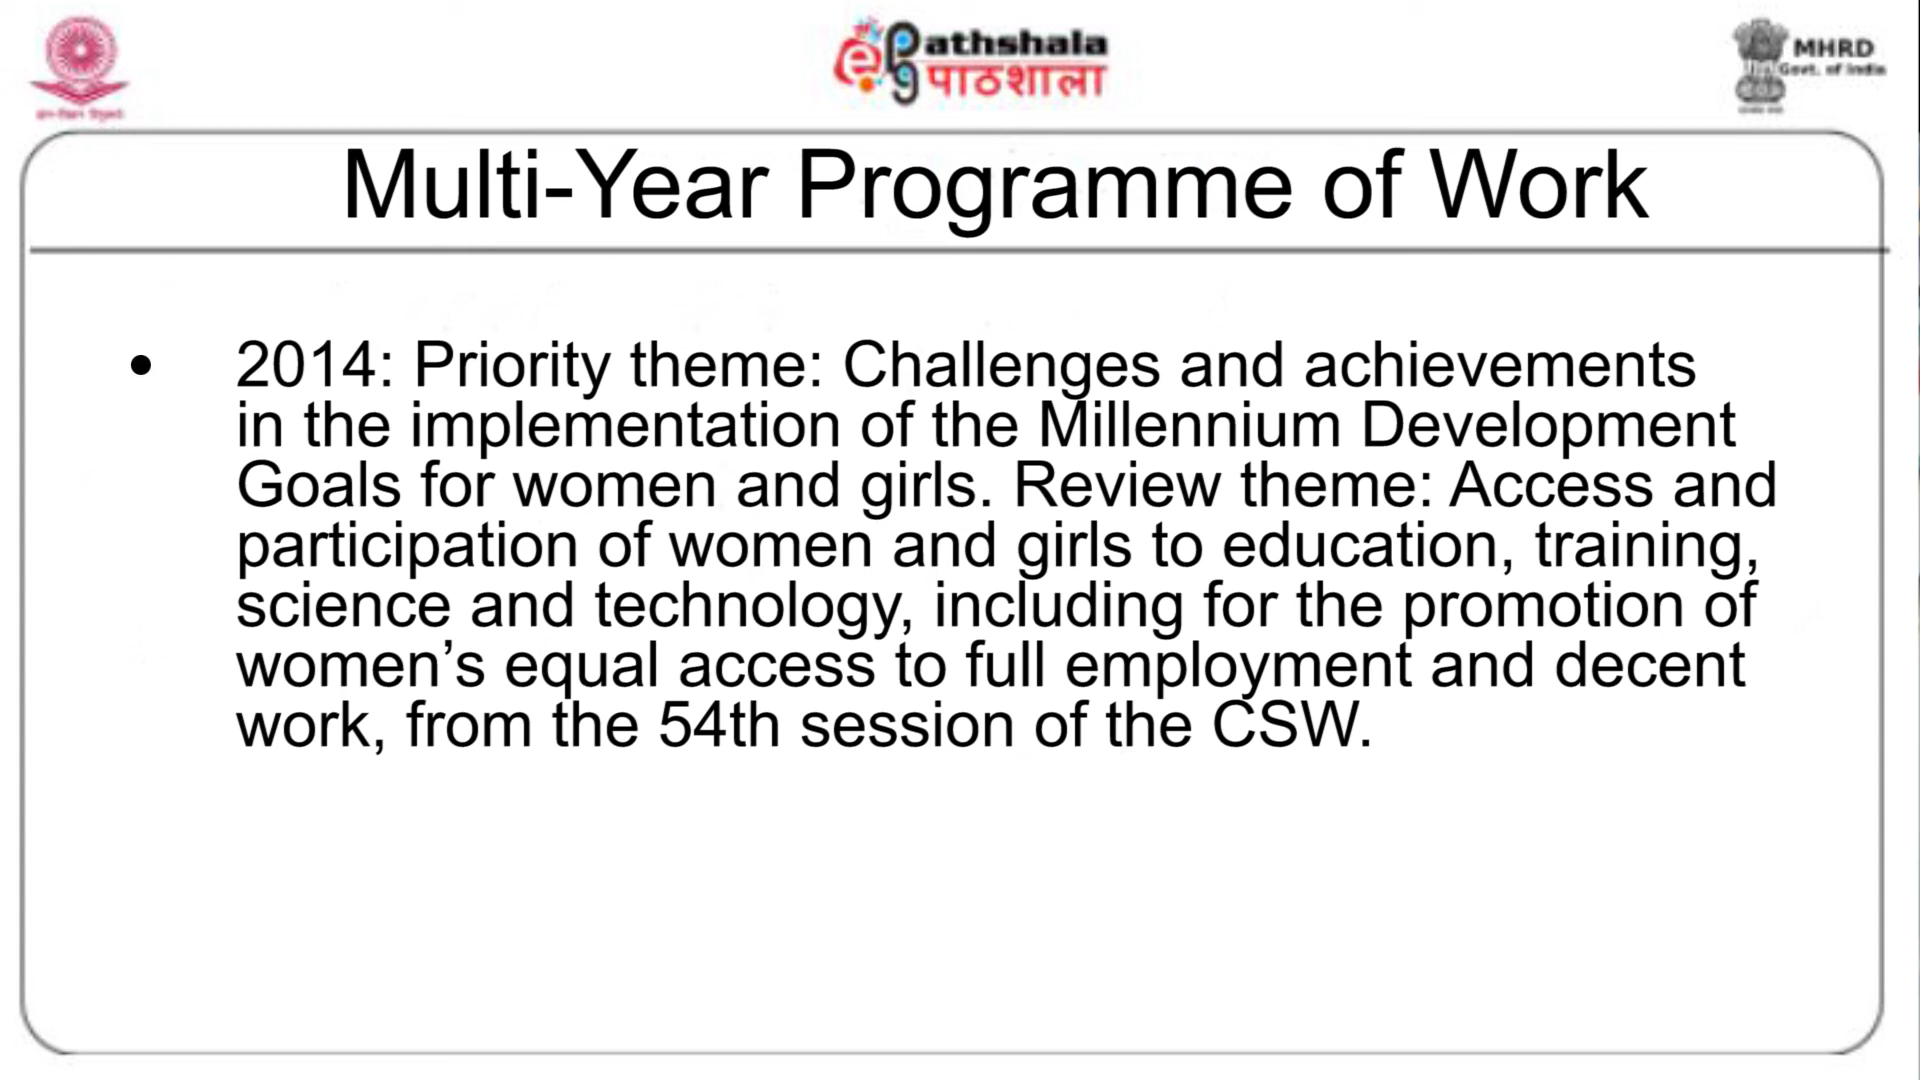 ePg Pathshala
पाठशाला
MHRD
Govt. of India
Multi-Year Programme of Work
• 2014: Priority theme: Challenges and achievements
in the implementation of the Millennium Development
Goals for women and girls. Review theme: Access and
participation of women and girls to education, training,
science and technology, including for the promotion of
women’s equal access to full employment and decent
work, from the 54th session of the CSW.